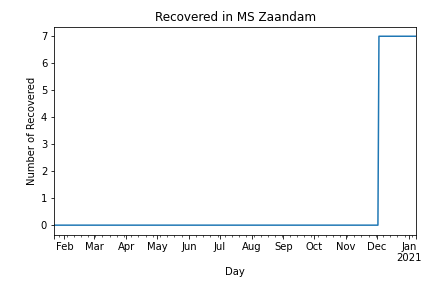 Recovered in MS Zaandam
Number of Recovered
7
6
5
4
3
2
1
0
Feb Mar Apr May Jun Jul Aug Sep Oct Nov Dec Jan
2021
Day